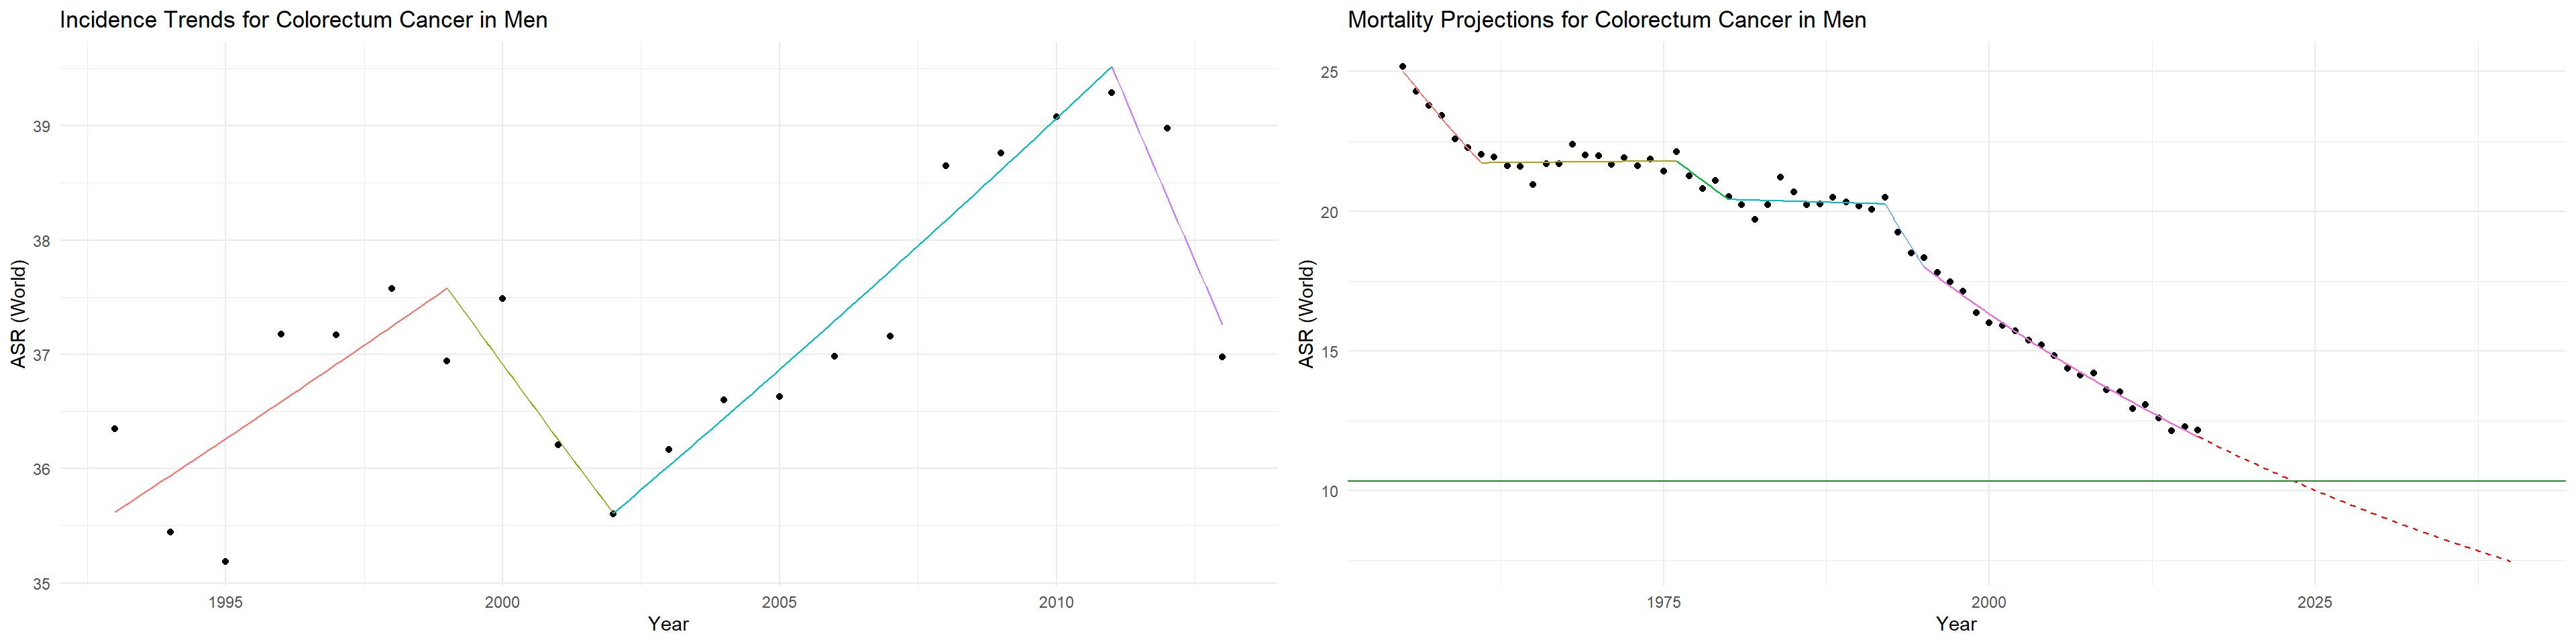 Incidence Trends for Colorectum Cancer in Men
ASR (World)
39
38
37
36
35
1995
2000
2005
2010
Year
Mortality Projections for Colorectum Cancer in Men
ASR (World)
25
20
15
10
1975
2000
2025
Year